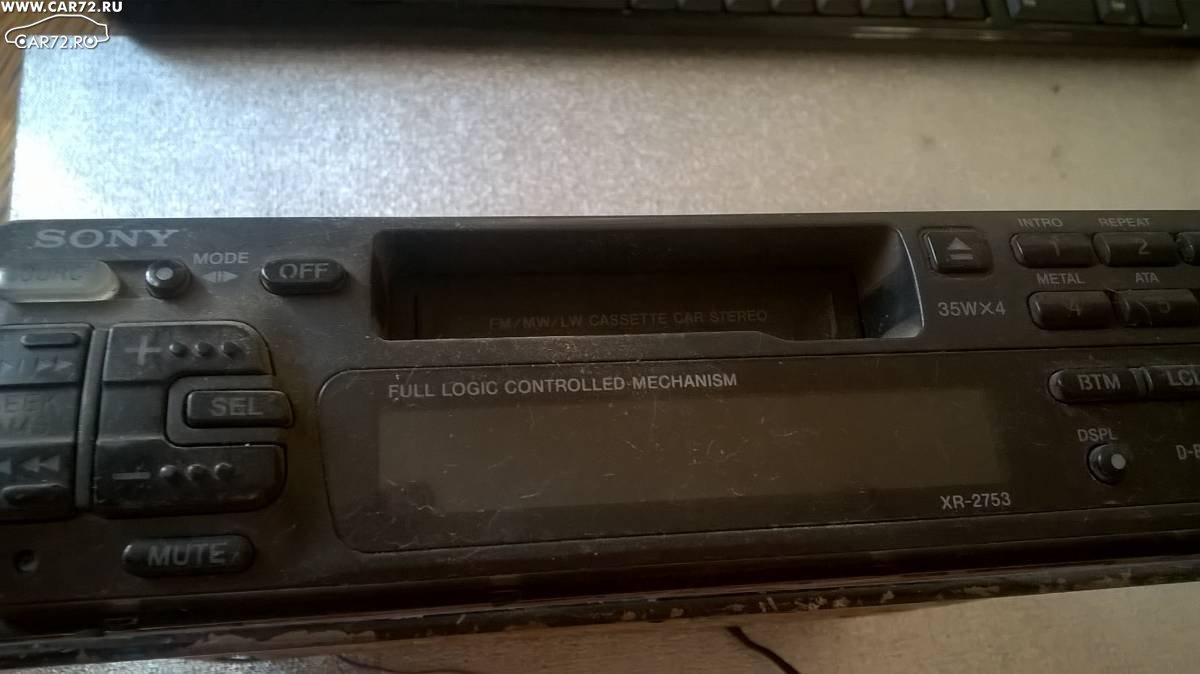 WWW.CAR72.RU
CAR72.RU
SONY
MODE
OFF
FM/MW/LW CASSETTE CAR STEREO
35W×4
INTRO
REPEAT
1
2
METAL
ATA
4
5
FULL LOGIC CONTROLLED MECHANISM
SEL
BTM
LCL
DSPL
XR-2753
MUTE